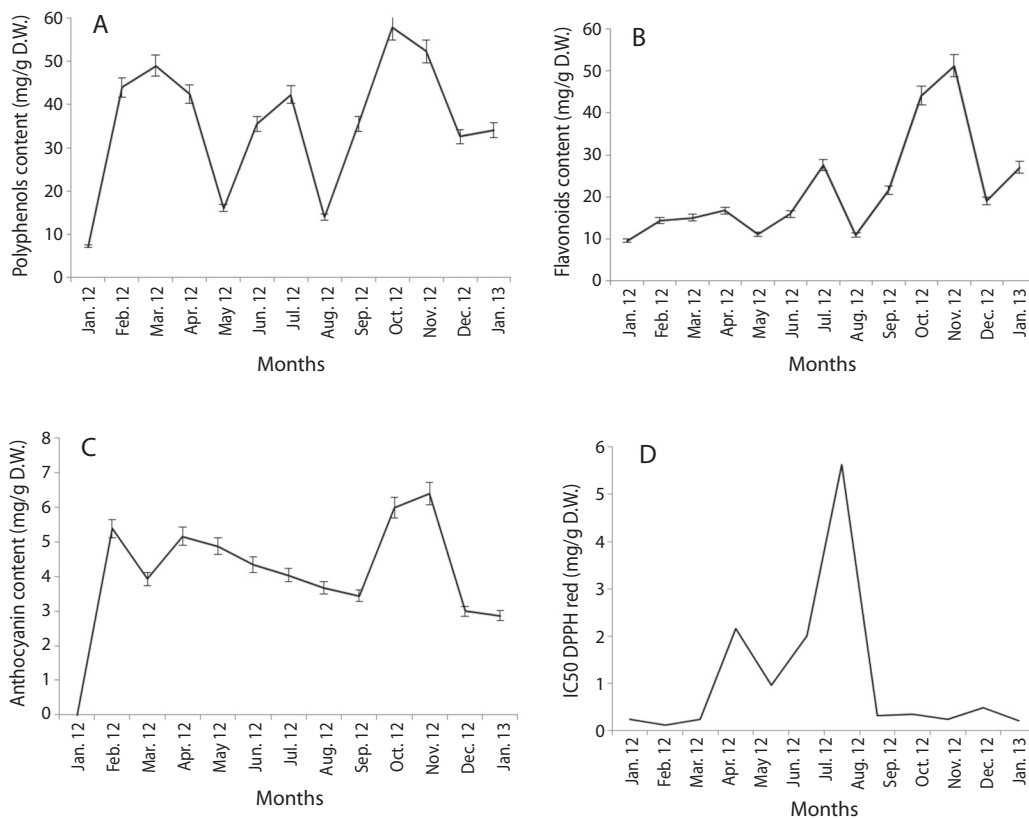 A
Polyphenols content (mg/g D.W.)
60
50
40
30
20
10
0
Jan. 12
Feb. 12
Mar. 12
Apr. 12
May 12
Jun. 12
Jul. 12
Aug. 12
Sep. 12
Oct. 12
Nov. 12
Dec. 12
Jan. 13
Months
B
Flavonoids content (mg/g D.W.)
60
50
40
30
20
10
0
Jan. 12
Feb. 12
Mar. 12
Apr. 12
May 12
Jun. 12
Jul. 12
Aug. 12
Sep. 12
Oct. 12
Nov. 12
Dec. 12
Jan. 13
Months
C
Anthocyanin content (mg/g D.W.)
8
7
6
5
4
3
2
1
0
Jan. 12
Feb. 12
Mar. 12
Apr. 12
May 12
Jun. 12
Jul. 12
Aug. 12
Sep. 12
Oct. 12
Nov. 12
Dec. 12
Jan. 13
Months
D
IC50 DPPH red (mg/g D.W.)
6
5
4
3
2
1
0
Jan. 12
Feb. 12
Mar. 12
Apr. 12
May 12
Jun. 12
Jul. 12
Aug. 12
Sep. 12
Oct. 12
Nov. 12
Dec. 12
Jan. 13
Months